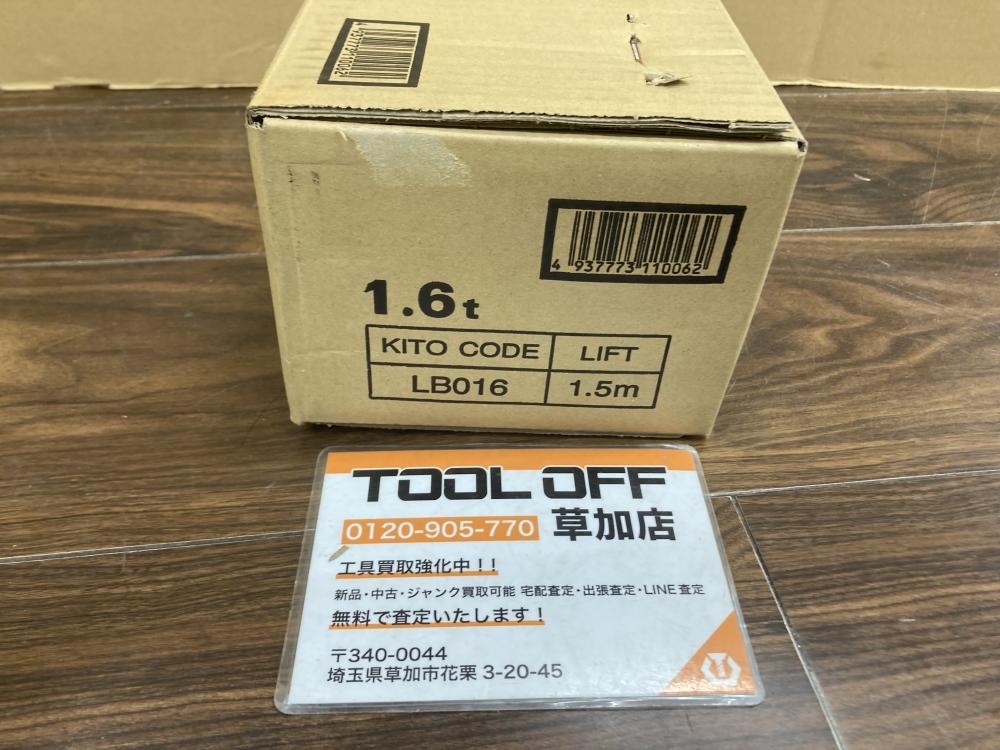 4 937773 110062
4 937773 110062
1.6t
KITO CODE LIFT
LB016 1.5m
TOOL OFF
0120-905-770 草加店
工具買取強化中！！
新品・中古・ジャンク買取可能 宅配査定・出張査定・LINE査定
無料で査定いたします！
〒340-0044
埼玉県草加市花栗 3-20-45